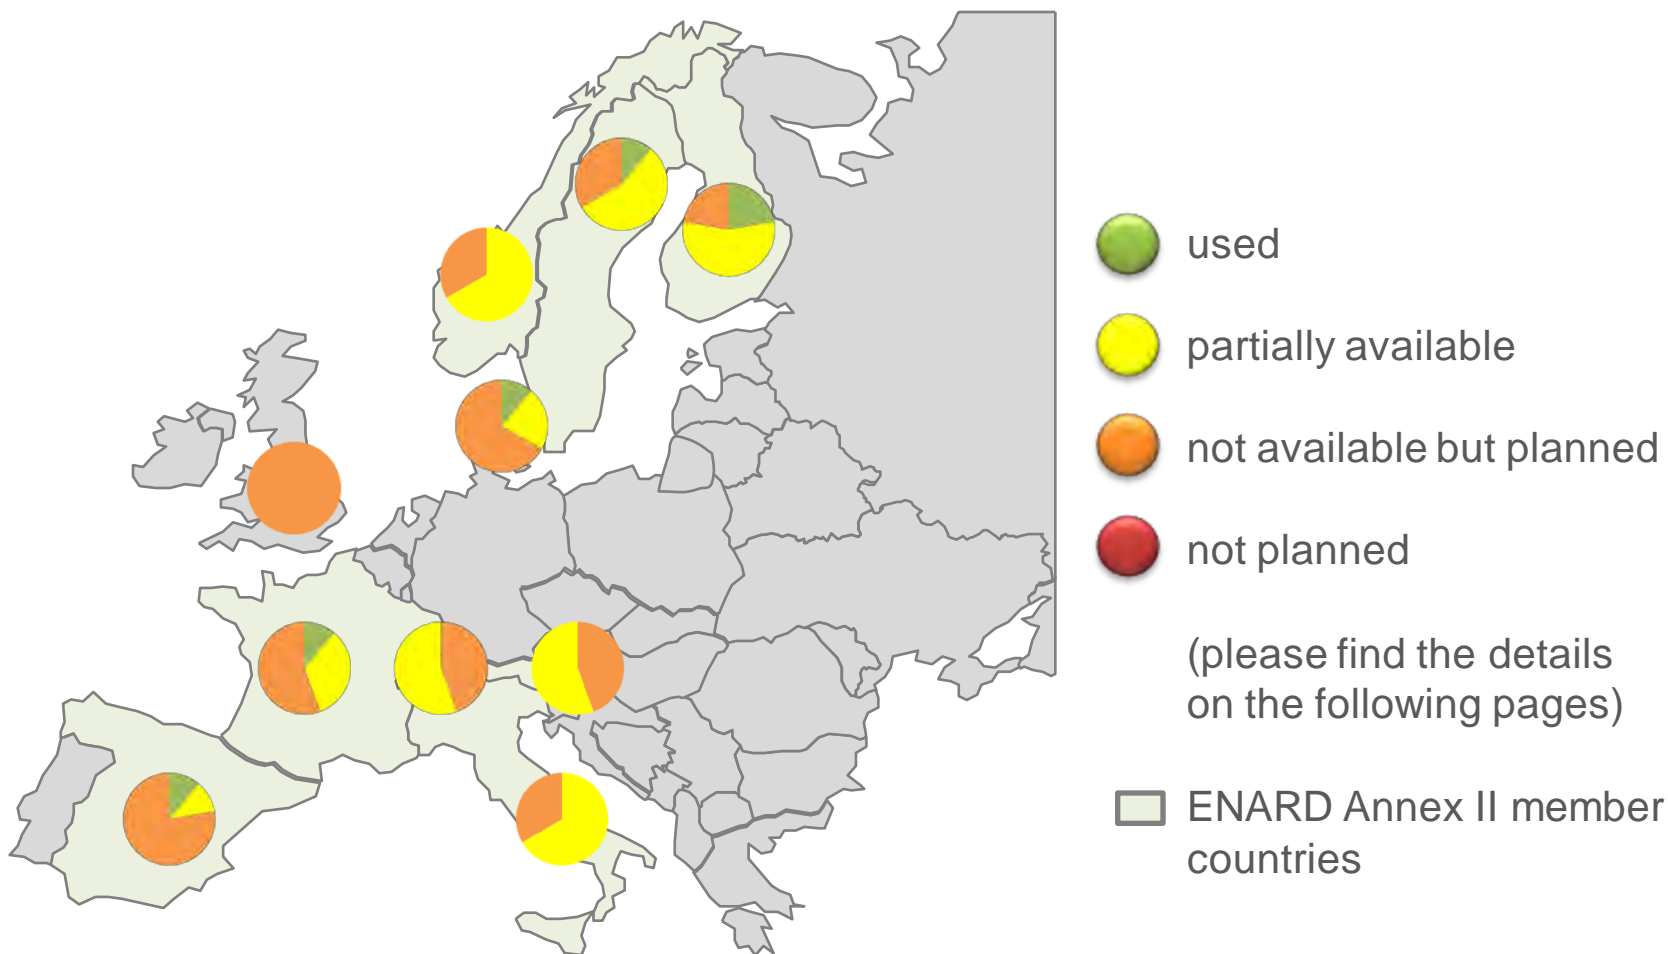 used
partially available
not available but planned
not planned
(please find the details
on the following pages)
ENARD Annex II member
countries